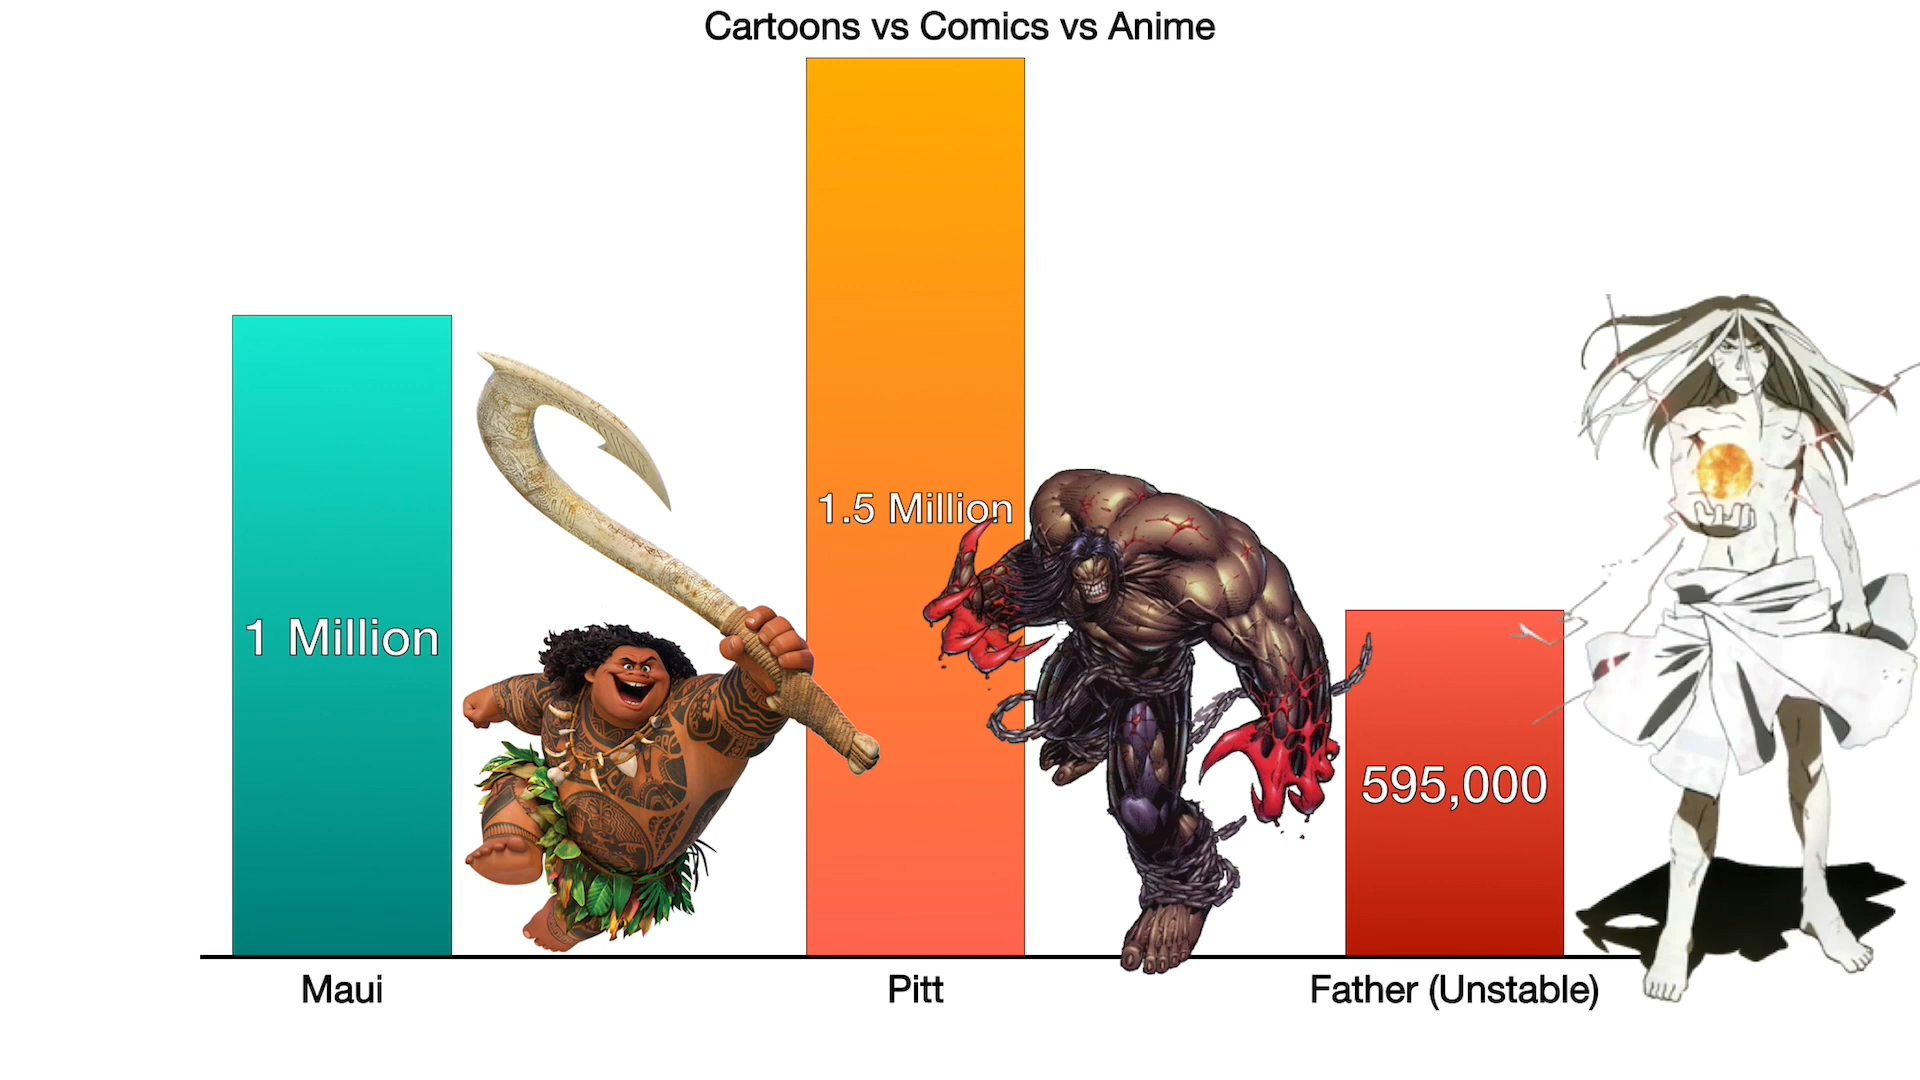 Cartoons vs Comics vs Anime
1 Million
1.5 Million
595,000
Maui
Pitt
Father (Unstable)